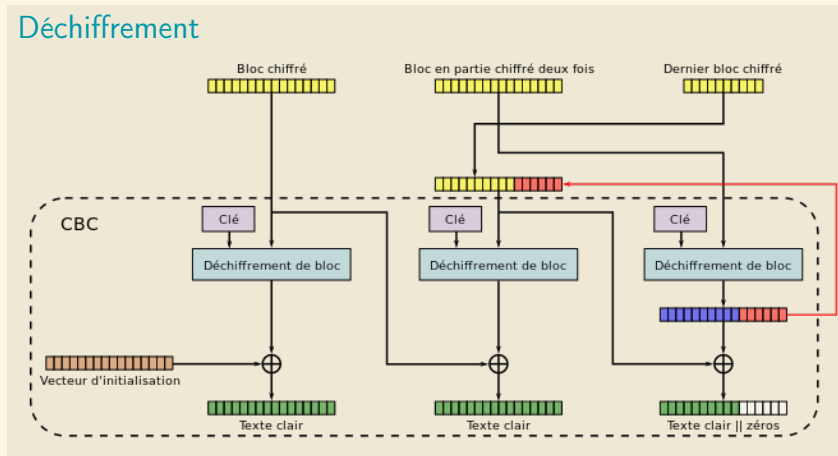 Déchiffrement
Bloc chiffré
Bloc en partie chiffré deux fois
Dernier bloc chiffré
CBC
Clé
Clé
Clé
Déchiffrement de bloc
Déchiffrement de bloc
Déchiffrement de bloc
Vecteur d'initialisation
Texte clair
Texte clair
Texte clair || zéros